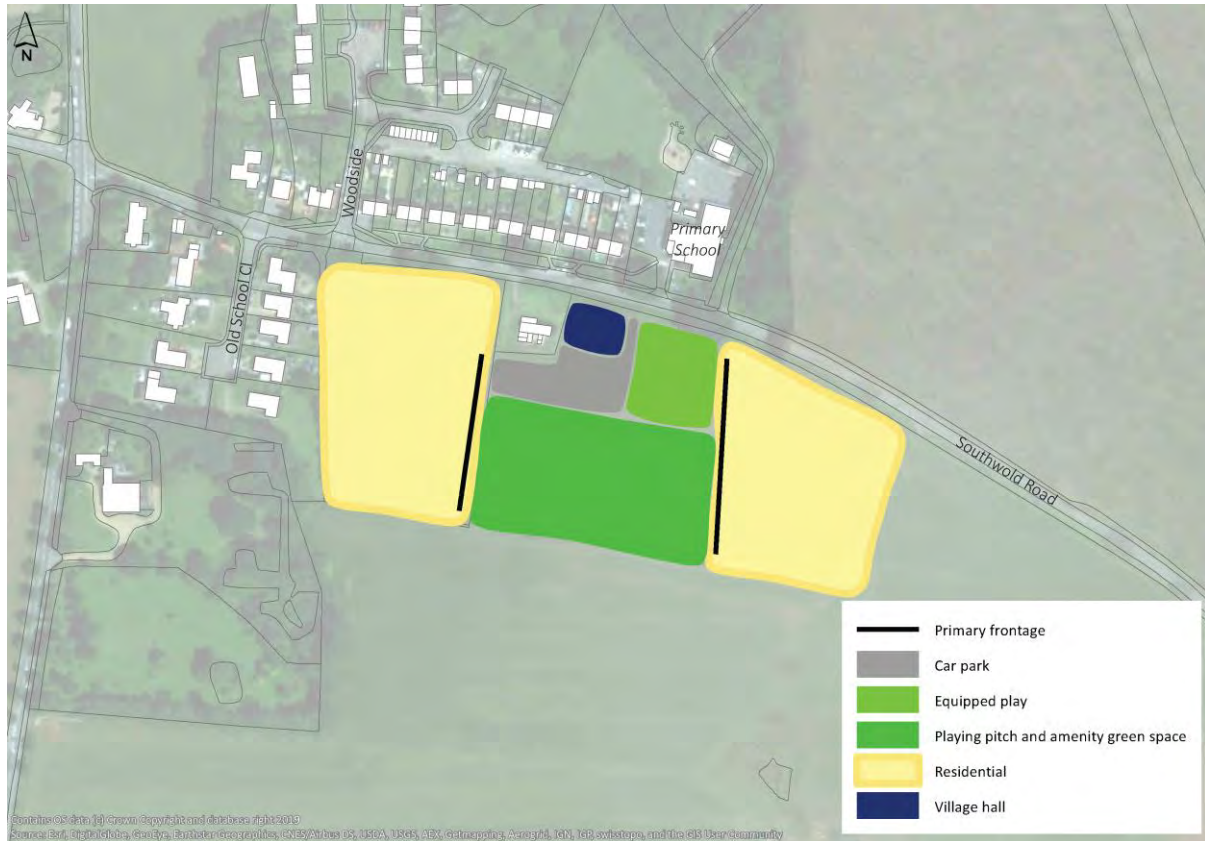 N
Woodside
Primary
School
Old School Cl
Southwold Road
Primary frontage
Car park
Equipped play
Playing pitch and amenity green space
Residential
Village hall
Contains OS data (c) Crown Copyright and database right 2019
Source: Esri, DigitalGlobe, GeoEye, Earthstar Geographics, CNES/Airbus DS, USDA, USGS, AEX, Getmapping, Aerogrid, IGN, IGP, swisstopo, and the GIS User Community